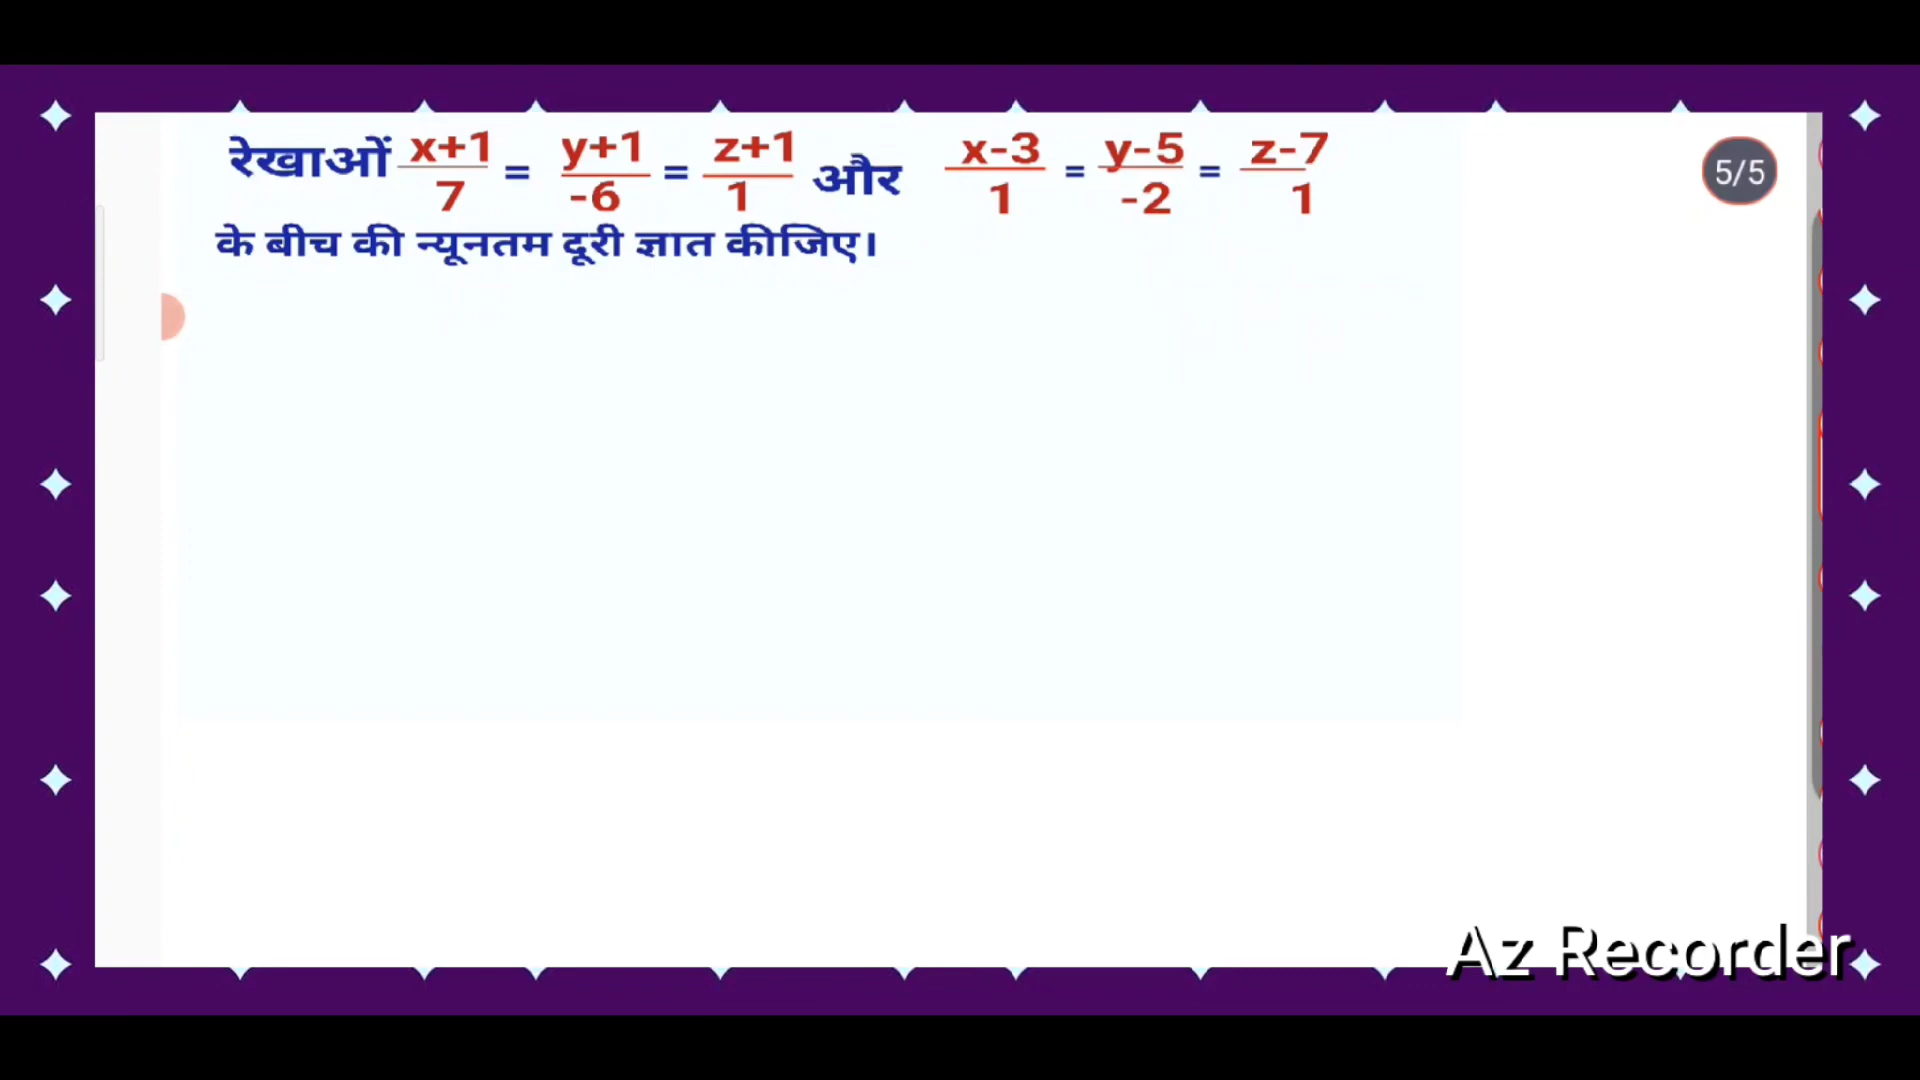 रेखाओं x+1/7 = y+1/-6 = z+1/1 और x-3/1 = y-5/-2 = z-7/1
के बीच की न्यूनतम दूरी ज्ञात कीजिए।
5/5
Az Recorder